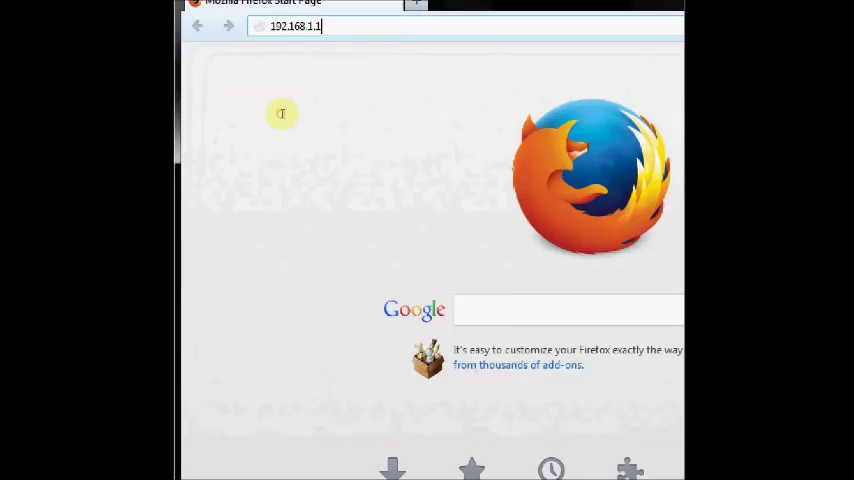 Mozilla Firefox Start Page
192.168.1.1
Google
It's easy to customize your Firefox exactly the way
from thousands of add-ons.